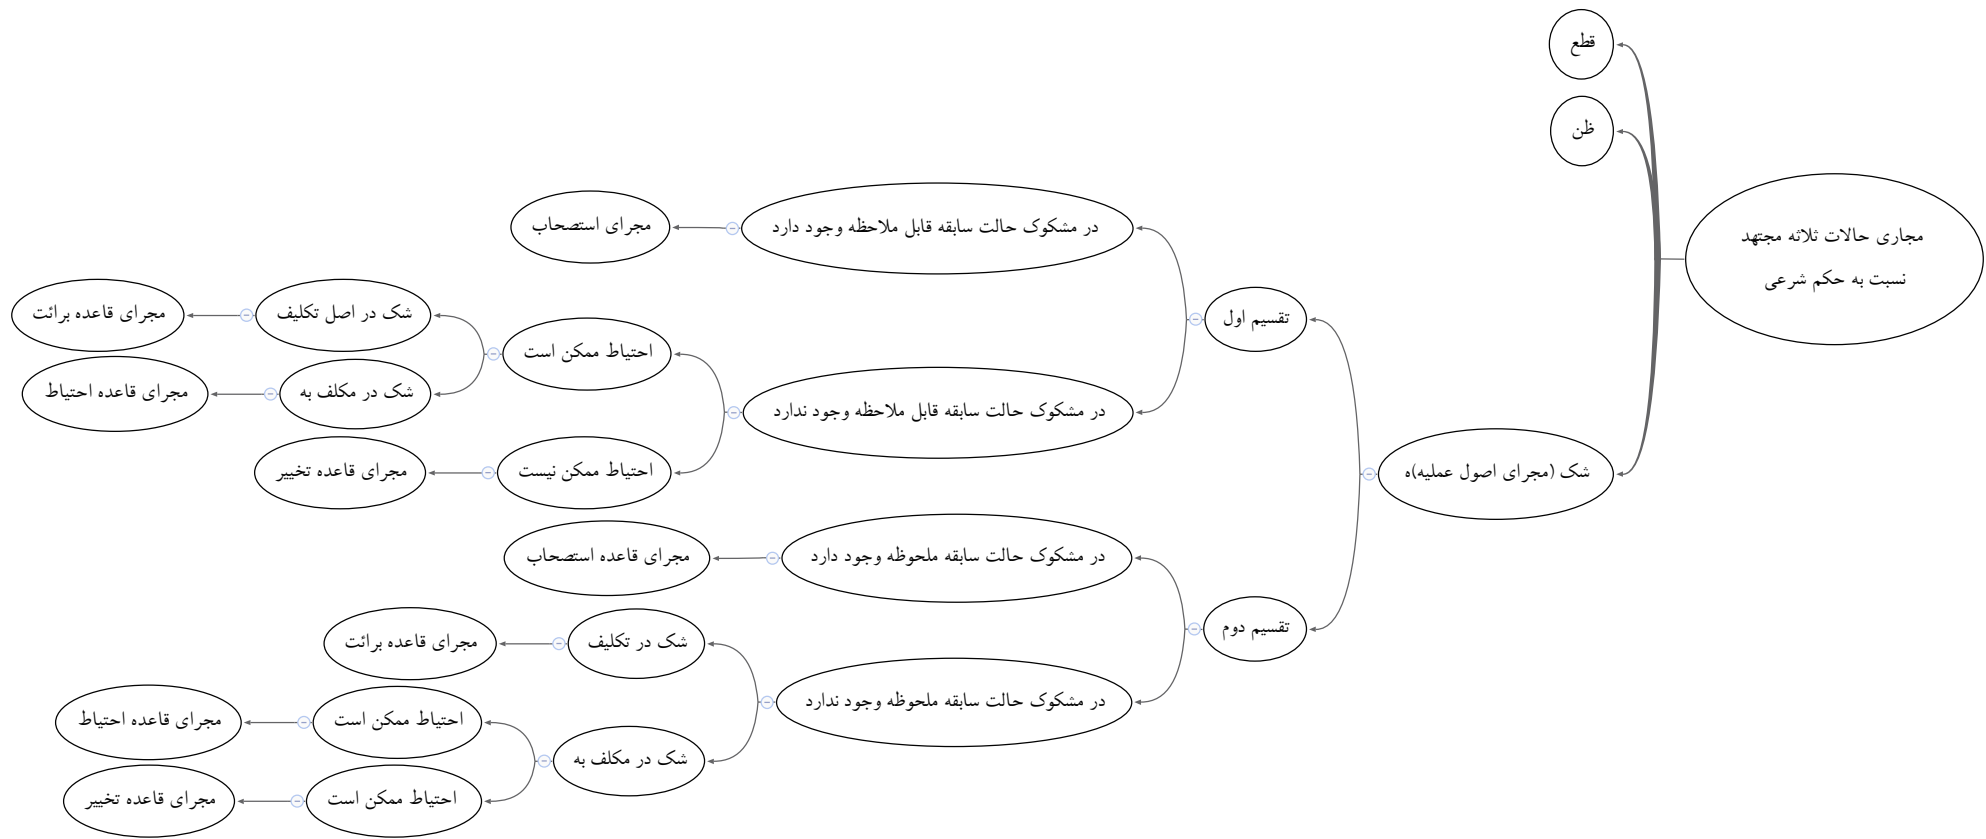 مجاری حالات ثلاثه مجتهد
نسبت به حکم شرعی
قطع
ظن
شک (مجرای اصول عملیه)ه
تقسیم اول
در مشکوک حالت سابقه قابل ملاحظه وجود دارد
مجرای استصحاب
در مشکوک حالت سابقه قابل ملاحظه وجود ندارد
احتیاط ممکن است
شک در اصل تکلیف
مجرای قاعده برائت
شک در مکلف به
مجرای قاعده احتیاط
احتیاط ممکن نیست
مجرای قاعده تخییر
تقسیم دوم
در مشکوک حالت سابقه ملحوظه وجود دارد
مجرای قاعده استصحاب
در مشکوک حالت سابقه ملحوظه وجود ندارد
شک در تکلیف
مجرای قاعده برائت
شک در مکلف به
احتیاط ممکن است
مجرای قاعده احتیاط
احتیاط ممکن است
مجرای قاعده تخییر